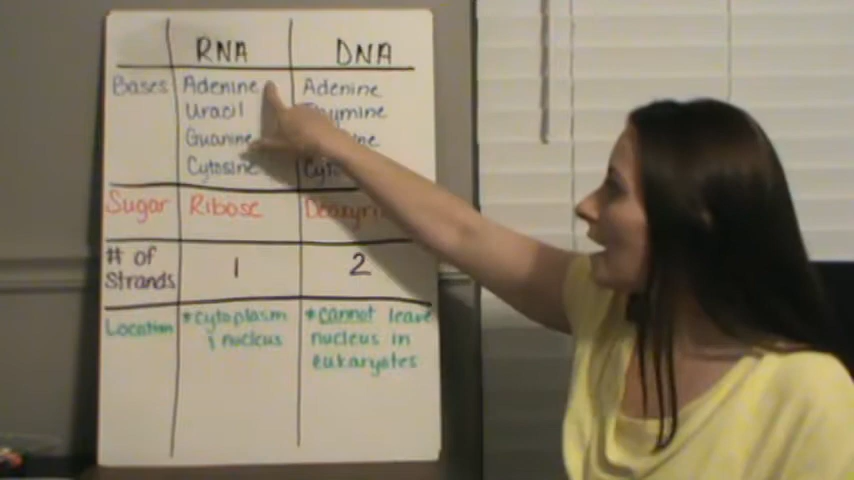 RNA DNA
Bases Adenine Adenine
Uracil Thymine
Guanine
Cytosine
Sugar Ribose
# of Strands 1 2
Location *cytoplasm *cannot leave
i nucleus nucleus in
eukaryotes